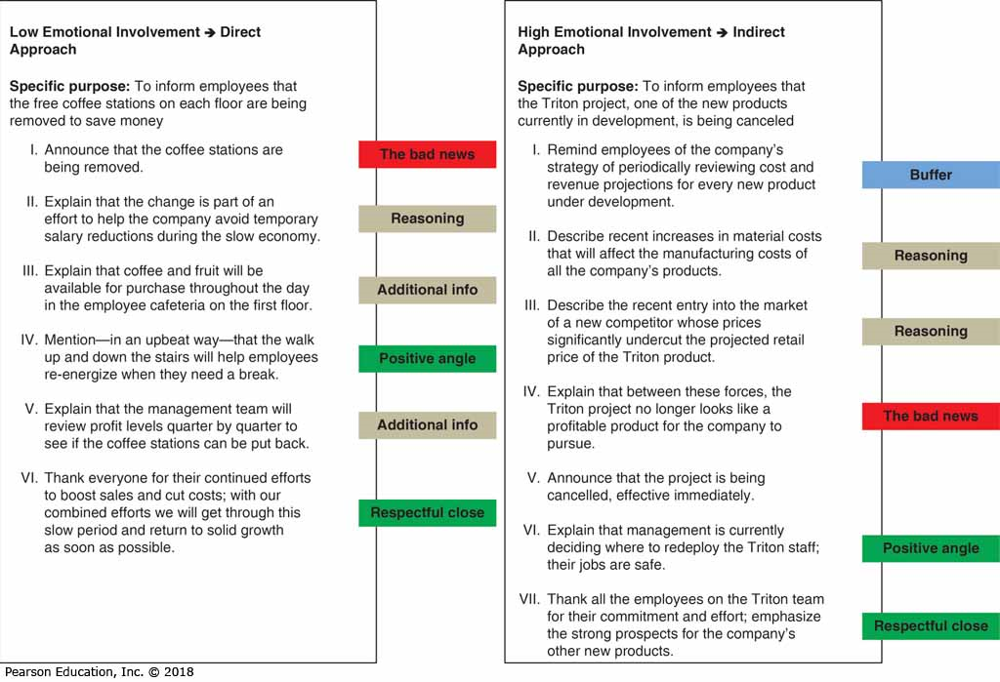 Low Emotional Involvement ➔ Direct
Approach
Specific purpose: To inform employees that
the free coffee stations on each floor are being
removed to save money
I. Announce that the coffee stations are
being removed.
The bad news
II. Explain that the change is part of an
effort to help the company avoid temporary
salary reductions during the slow economy.
Reasoning
III. Explain that coffee and fruit will be
available for purchase throughout the day
in the employee cafeteria on the first floor.
Additional info
IV. Mention—in an upbeat way—that the walk
up and down the stairs will help employees
re-energize when they need a break.
Positive angle
V. Explain that the management team will
review profit levels quarter by quarter to
see if the coffee stations can be put back.
Additional info
VI. Thank everyone for their continued efforts
to boost sales and cut costs; with our
combined efforts we will get through this
slow period and return to solid growth
as soon as possible.
Respectful close
High Emotional Involvement ➔ Indirect
Approach
Specific purpose: To inform employees that
the Triton project, one of the new products
currently in development, is being canceled
I. Remind employees of the company's
strategy of periodically reviewing cost and
revenue projections for every new product
under development.
Buffer
II. Describe recent increases in material costs
that will affect the manufacturing costs of
all the company's products.
Reasoning
III. Describe the recent entry into the market
of a new competitor whose prices
significantly undercut the projected retail
price of the Triton product.
Reasoning
IV. Explain that between these forces, the
Triton project no longer looks like a
profitable product for the company to
pursue.
The bad news
V. Announce that the project is being
cancelled, effective immediately.
VI. Explain that management is currently
deciding where to redeploy the Triton staff;
their jobs are safe.
Positive angle
VII. Thank all the employees on the Triton team
for their commitment and effort; emphasize
the strong prospects for the company's
other new products.
Respectful close
Pearson Education, Inc. © 2018